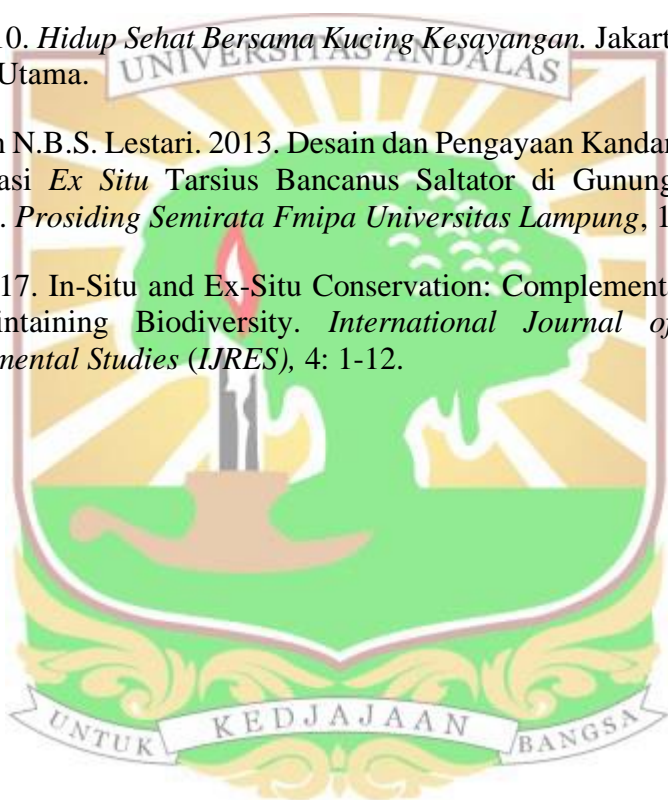 10. Hidup Sehat Bersama Kucing Kesayangan. Jakart
Utama.
UNIVERSITAS ANDALAS
n N.B.S. Lestari. 2013. Desain dan Pengayaan Kandan
asi Ex Situ Tarsius Bancanus Saltator di Gunung
. Prosiding Semirata Fmipa Universitas Lampung, 1
17. In-Situ and Ex-Situ Conservation: Complement
intaining Biodiversity. International Journal of
mental Studies (IJRES), 4: 1-12.
UNTUK KEDJAJAAN BANGSA